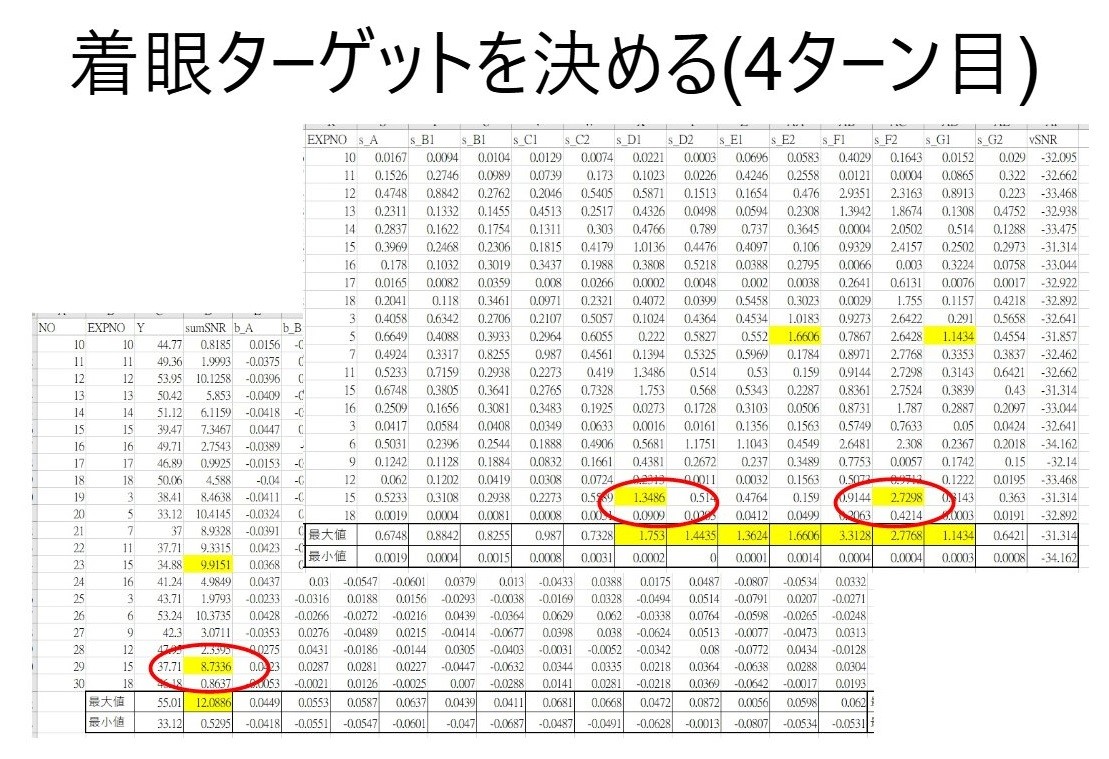 着眼ターゲットを決める(4ターン目)
EXPNO s_A s_B1 s_B1 s_C1 s_C2 s_D1 s_D2 s_E1 s_E2 s_F1 s_F2 s_G1 s_G2 vSNR
10 0.0167 0.0094 0.0104 0.0129 0.0074 0.0221 0.0003 0.0696 0.0583 0.4029 0.1643 0.0152 0.029 -32.095
11 0.1526 0.2746 0.0989 0.0739 0.173 0.1023 0.0226 0.4246 0.2558 0.0121 0.0004 0.0865 0.322 -32.662
12 0.4748 0.8842 0.2762 0.2046 0.5405 0.5871 0.1513 0.1654 0.476 2.9351 2.3163 0.8913 0.223 -33.468
13 0.2311 0.1332 0.1455 0.4513 0.2517 0.4326 0.0498 0.0594 0.2308 1.3942 1.8674 0.1308 0.4752 -32.938
14 0.2837 0.1622 0.1754 0.1311 0.303 0.4766 0.789 0.737 0.3645 0.0004 2.0502 0.514 0.1288 -33.475
15 0.3969 0.2468 0.2306 0.1815 0.4179 1.0136 0.4476 0.4097 0.106 0.9329 2.4157 0.2502 0.2973 -31.314
16 0.178 0.1032 0.3019 0.3437 0.1988 0.3808 0.5218 0.0388 0.2795 0.0066 0.003 0.3224 0.0758 -33.044
17 0.0165 0.0082 0.0359 0.008 0.0266 0.0002 0.0048 0.002 0.0038 0.2641 0.6131 0.0076 0.0017 -32.922
18 0.2041 0.118 0.3461 0.0971 0.2321 0.4072 0.0399 0.5458 0.3023 0.0029 1.755 0.1157 0.4218 -32.892
3 0.4058 0.6342 0.2706 0.2107 0.5057 0.1024 0.4364 0.4534 1.0183 0.9273 2.6422 0.291 0.5658 -32.641
5 0.6649 0.4088 0.3933 0.2964 0.6055 0.222 0.5827 0.552 1.6606 0.7867 2.6428 1.1434 0.4554 -31.857
7 0.4924 0.3317 0.8255 0.987 0.4561 0.1394 0.5325 0.5969 0.1784 0.8971 2.7768 0.3353 0.3837 -32.462
11 0.5233 0.7159 0.2938 0.2273 0.419 1.3486 0.514 0.53 0.159 0.9144 2.7298 0.3143 0.6421 -32.662
15 0.6748 0.3805 0.3641 0.2765 0.7328 1.753 0.568 0.5343 0.2287 0.8361 2.7524 0.3839 0.43 -31.314
16 0.2509 0.1656 0.3081 0.3483 0.1925 0.0273 0.1728 0.3103 0.0506 0.8731 1.787 0.2887 0.2097 -33.044
3 0.0417 0.0584 0.0408 0.0349 0.0633 0.0016 0.0161 0.1356 0.1563 0.5749 0.7633 0.05 0.0424 -32.641
6 0.5031 0.2396 0.2544 0.1888 0.4906 0.5681 1.1751 1.1043 0.4549 2.6481 2.308 0.2367 0.2018 -34.162
9 0.1242 0.1128 0.1884 0.0832 0.1661 0.4381 0.2672 0.237 0.3489 0.7753 0.0057 0.1742 0.15 -32.14
12 0.062 0.1202 0.0419 0.0308 0.0724 0.0011 0.0032 0.1563 0.1222 0.0195 -33.468
15 0.5233 0.3108 0.2938 0.2273 1.3486 0.514 0.4764 0.159 0.9144 2.7298 0.3143 0.363 -31.314
18 0.0019 0.0004 0.0081 0.0008 0.0909 0.0412 0.0499 0.2063 0.4214 0.0003 0.0191 -32.892
最大値 0.6748 0.8842 0.8255 0.987 0.7328 1.753 1.4435 1.3624 1.6606 3.3128 2.7768 1.1434 0.6421 -31.314
最小値 0.0019 0.0004 0.0015 0.0008 0.0031 0.0002 0 0.0001 0.0014 0.0004 0.0004 0.0003 0.0008 -34.162
NO EXPNO Y sumSNR b_A b_B
10 10 44.77 0.8185 0.0156
11 11 49.36 1.9993 -0.0375
12 12 53.95 10.1258 -0.0396
13 13 50.42 5.853 -0.0409
14 14 51.12 6.1159 -0.0418
15 15 39.47 7.3467 0.0447
16 16 49.71 2.7543 -0.0389
17 17 46.89 0.9925 -0.0153
18 18 50.06 4.588 -0.04
19 3 38.41 8.4638 -0.0411
20 5 33.12 10.4145 -0.0324
21 7 37 8.9328 -0.0391
22 11 37.71 9.3315 0.0423
23 15 34.88 9.9151 0.0368
24 16 41.24 4.9849 0.0437 0.03 -0.0547 -0.0601 0.0379 0.013 -0.0433 0.0388 0.0175 0.0487 -0.0807 -0.0534 0.0332
25 3 43.71 1.9793 -0.0233 -0.0316 0.0188 0.0156 -0.0293 -0.0038 -0.0169 0.0328 -0.0494 0.0514 -0.0791 0.0207 -0.0271
26 6 53.24 10.3735 0.0428 -0.0266 -0.0272 -0.0216 0.0439 -0.0364 0.0629 0.062 -0.0338 0.0764 -0.0598 -0.0265 -0.0248
27 9 42.3 3.0711 -0.0353 0.0276 -0.0489 0.0215 -0.0414 -0.0677 0.0398 0.038 -0.0624 0.0513 -0.0077 -0.0473 0.0313
28 12 2.3395 0.0275 0.0431 -0.0186 -0.0144 0.0305 -0.0403 -0.0031 -0.0052 -0.0342 0.08 -0.0772 0.0434 -0.0128
29 15 37.71 8.7336 0.0423 0.0287 0.0281 0.0227 -0.0447 -0.0632 0.0344 0.0335 0.0218 0.0364 -0.0638 0.0288 0.0304
30 18 46.18 0.8637 -0.0021 0.0126 -0.0025 0.007 -0.0288 0.0141 0.0281 -0.0218 0.0369 -0.0642 -0.0017 0.0193
最大値 55.01 12.0886 0.0449 0.0553 0.0587 0.0637 0.0439 0.0411 0.0681 0.0668 0.0472 0.0872 0.0056 0.0598 0.062
最小値 33.12 0.5295 -0.0418 -0.0551 -0.0547 -0.0601 -0.047 -0.0687 -0.0487 -0.0491 -0.0628 -0.0013 -0.0807 -0.0534 -0.0531